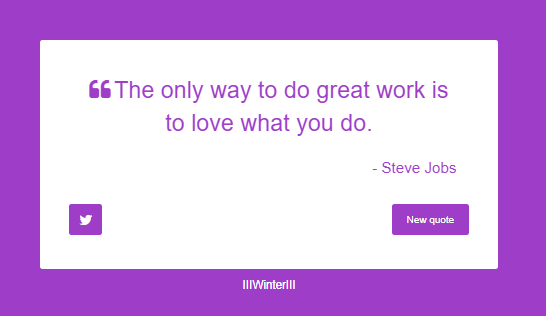 The only way to do great work is
to love what you do.
- Steve Jobs
New quote
IIIWinterIII